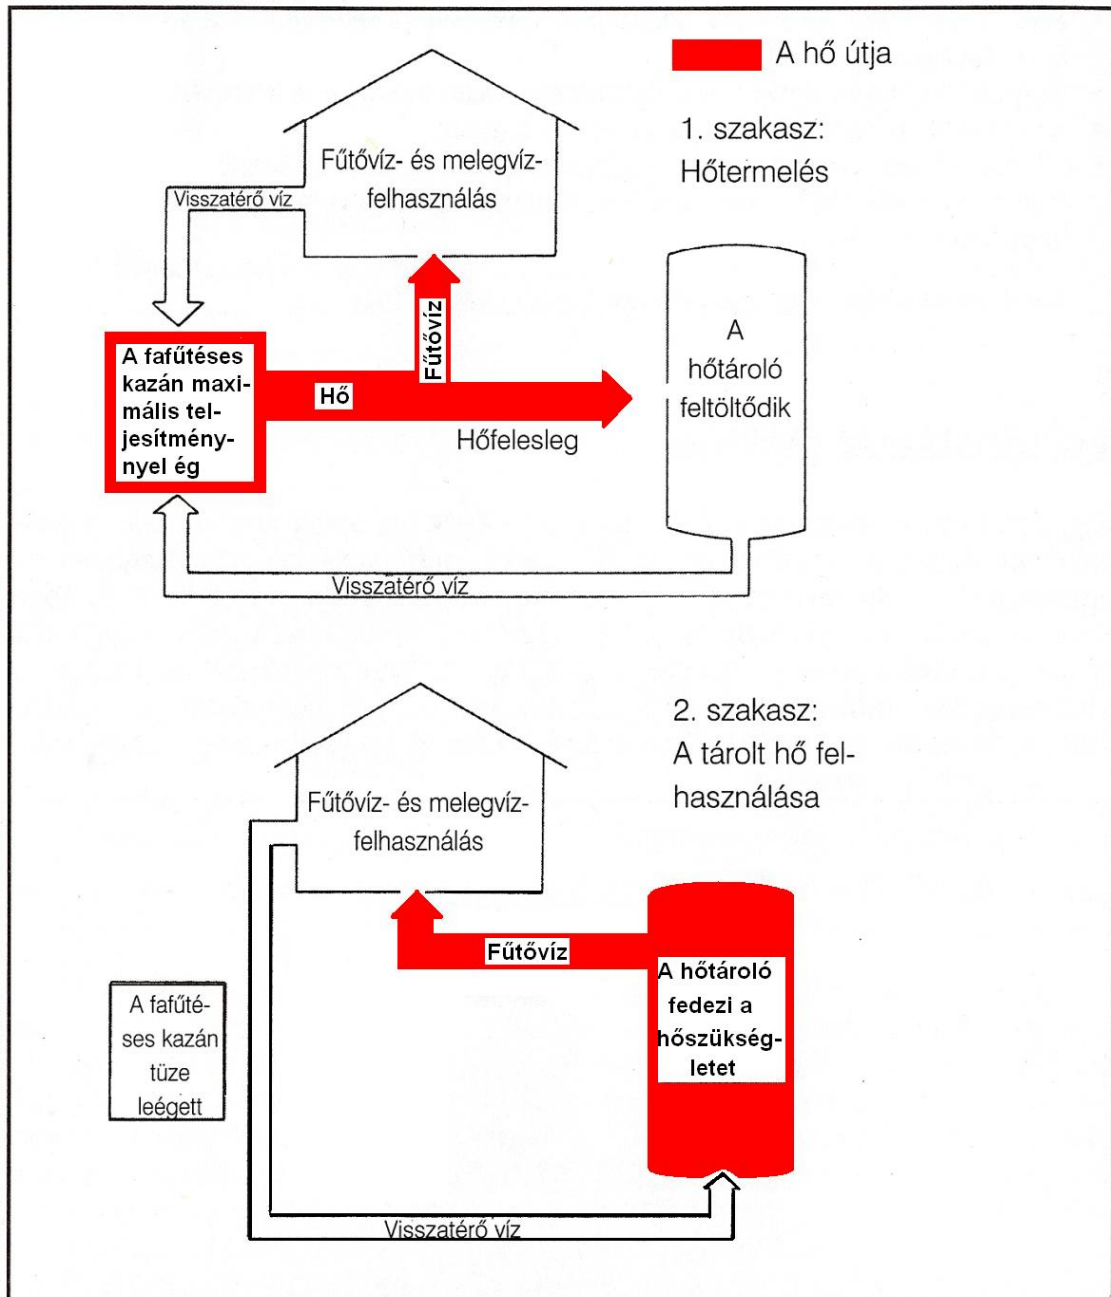 A hő útja
1. szakasz:
Hőtermelés
Fűtővíz- és melegvíz-
felhasználás
Visszatérő víz
Fűtővíz
A fafűtéses
kazán maxi-
mális tel-
jesítmény-
nyel ég
Hő
Hőfelesleg
A
hőtároló
feltöltődik
Visszatérő víz
2. szakasz:
A tárolt hő fel-
használása
Fűtővíz- és melegvíz-
felhasználás
Fűtővíz
A hőtároló
fedezi a
hőszükség-
letet
A fafűté-
ses kazán
tüze
leégett
Visszatérő víz